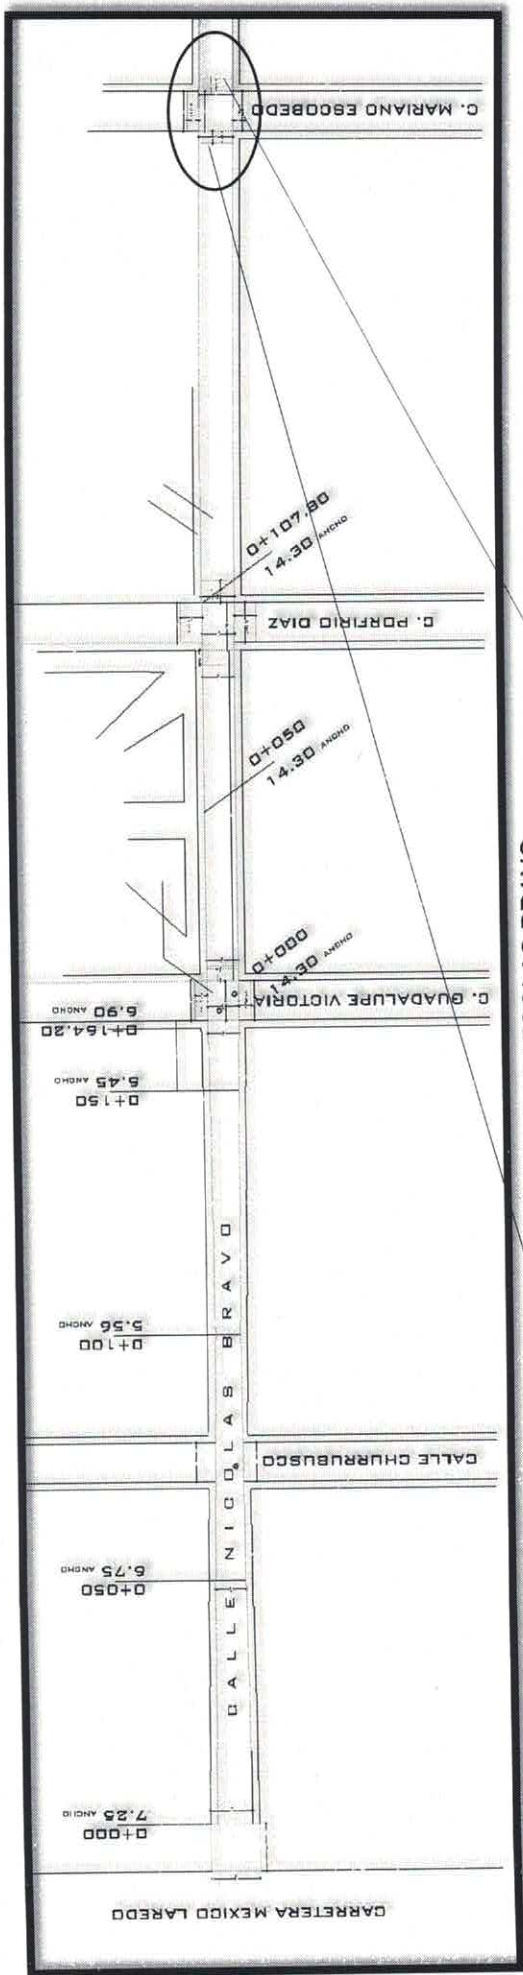 C. MARIANO ESCOBEDO
0+107.80
14.30 ANCHO
C. PORFIRIO DIAZ
0+050
14.30 ANCHO
0+000
14.30 ANCHO
C. GUADALUPE VICTORIA
0+164.20
6.90 ANCHO
0+150
5.45 ANCHO
CALLE NICOLAS BRAVO
0+100
5.56 ANCHO
CALLE CHURRUBUSCO
0+050
6.75 ANCHO
0+000
7.25 ANCHO
CARRETERA MEXICO LAREDO